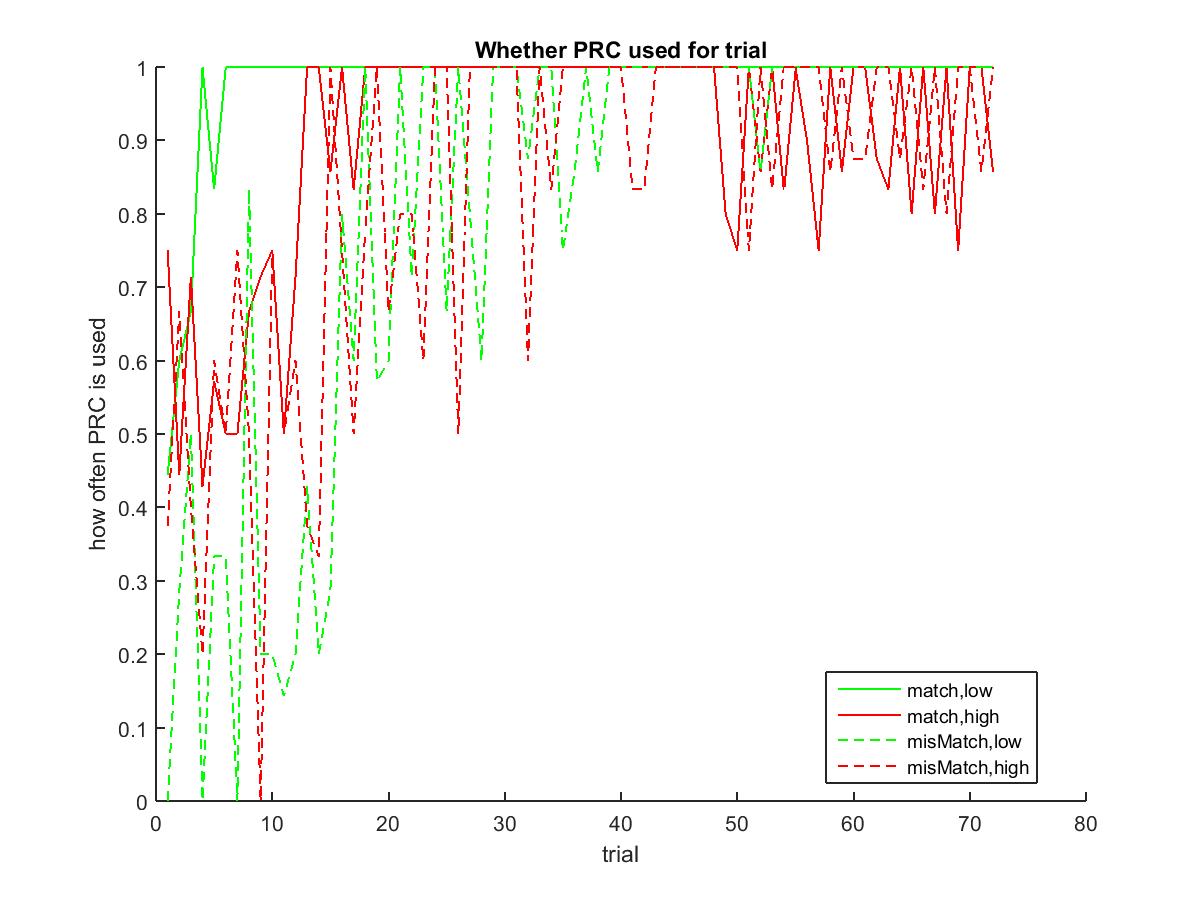 Whether PRC used for trial
how often PRC is used
1
0.9
0.8
0.7
0.6
0.5
0.4
0.3
0.2
0.1
0
0 10 20 30 40 50 60 70 80
trial
match,low
match,high
misMatch,low
misMatch,high